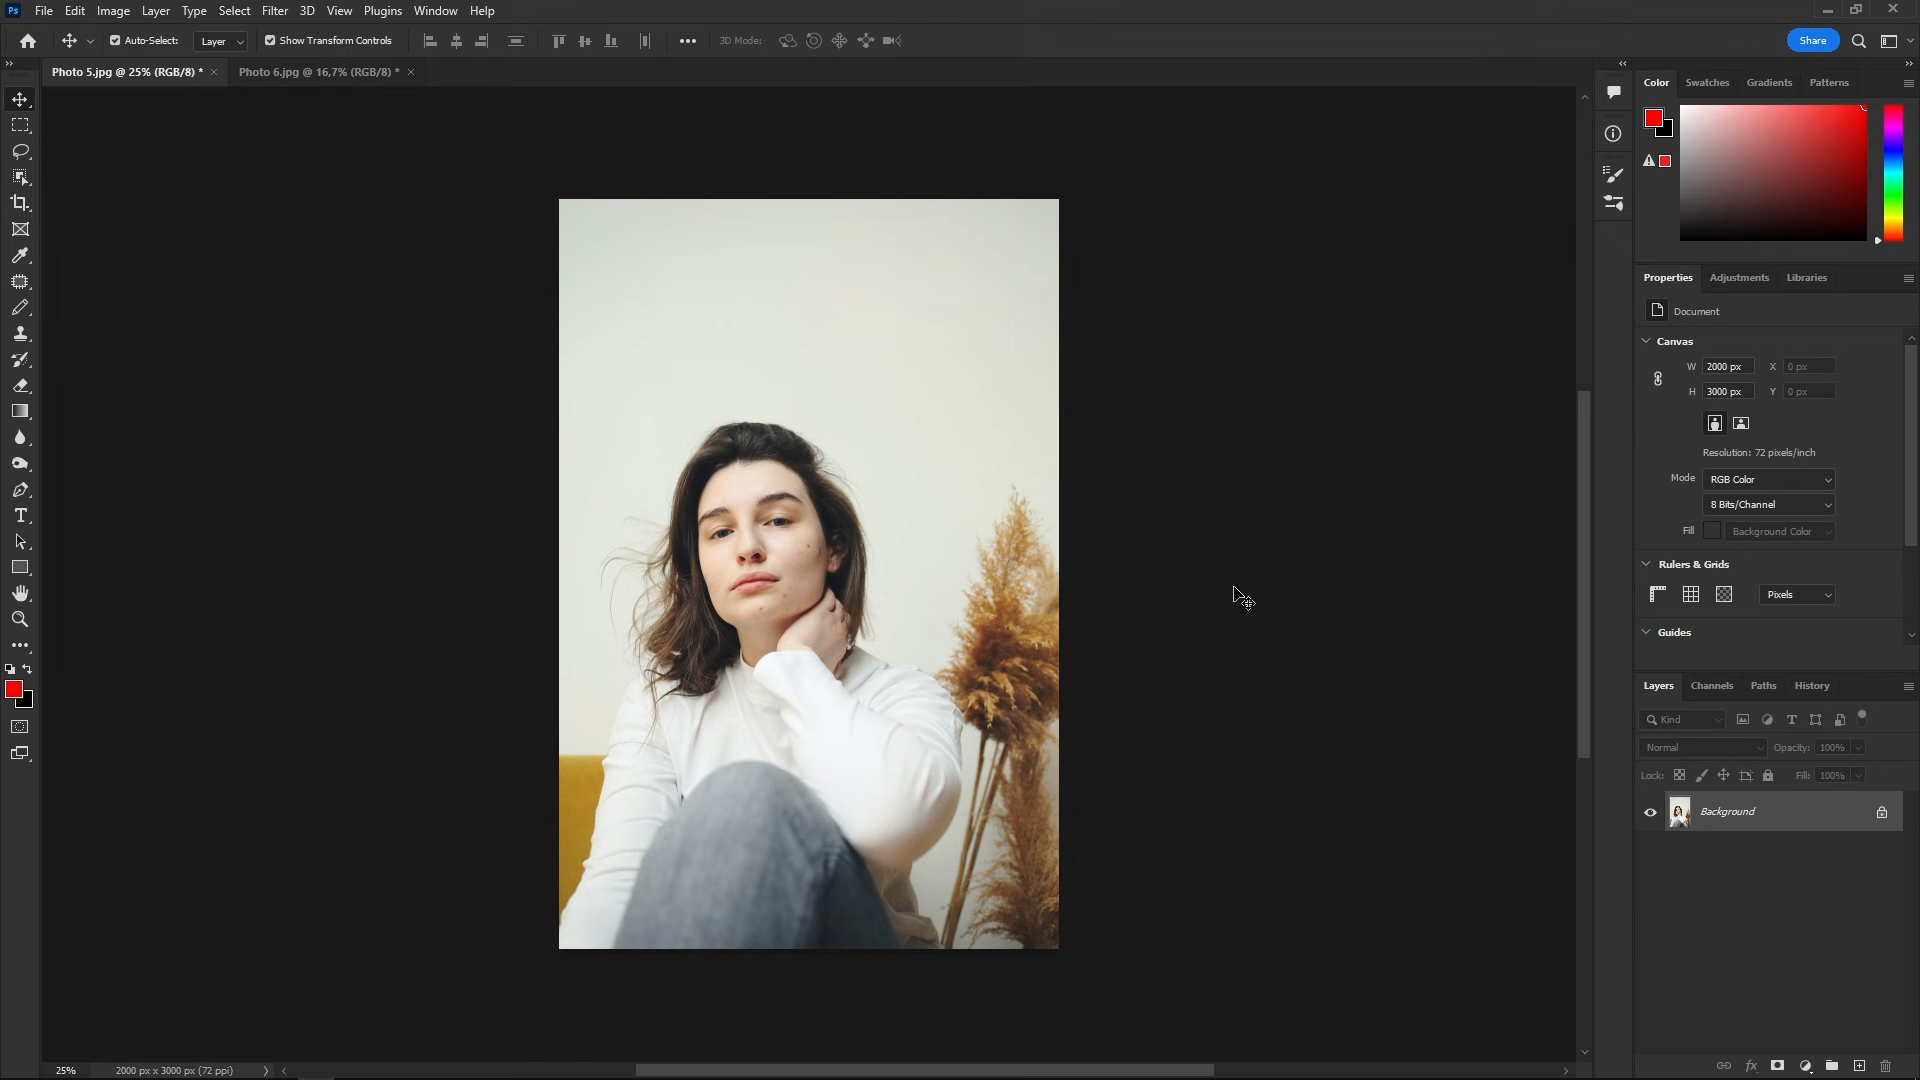 Ps File Edit Image Layer Type Select Filter 3D View Plugins Window Help
Auto-Select: Layer Show Transform Controls 3D Mode: Share
Photo 5.jpg @ 25% (RGB/8) * Photo 6.jpg @ 16,7% (RGB/8) *
Color Swatches Gradients Patterns
Properties Adjustments Libraries
Document
Canvas
W 2000 px X 0 px
H 3000 px Y 0 px
Resolution: 72 pixels/inch
Mode RGB Color
8 Bits/Channel
Fill Background Color
Rulers & Grids
Pixels
Guides
Layers Channels Paths History
Kind
Normal Opacity: 100%
Lock: Fill: 100%
Background
25% 2000 px x 3000 px (72 ppi)